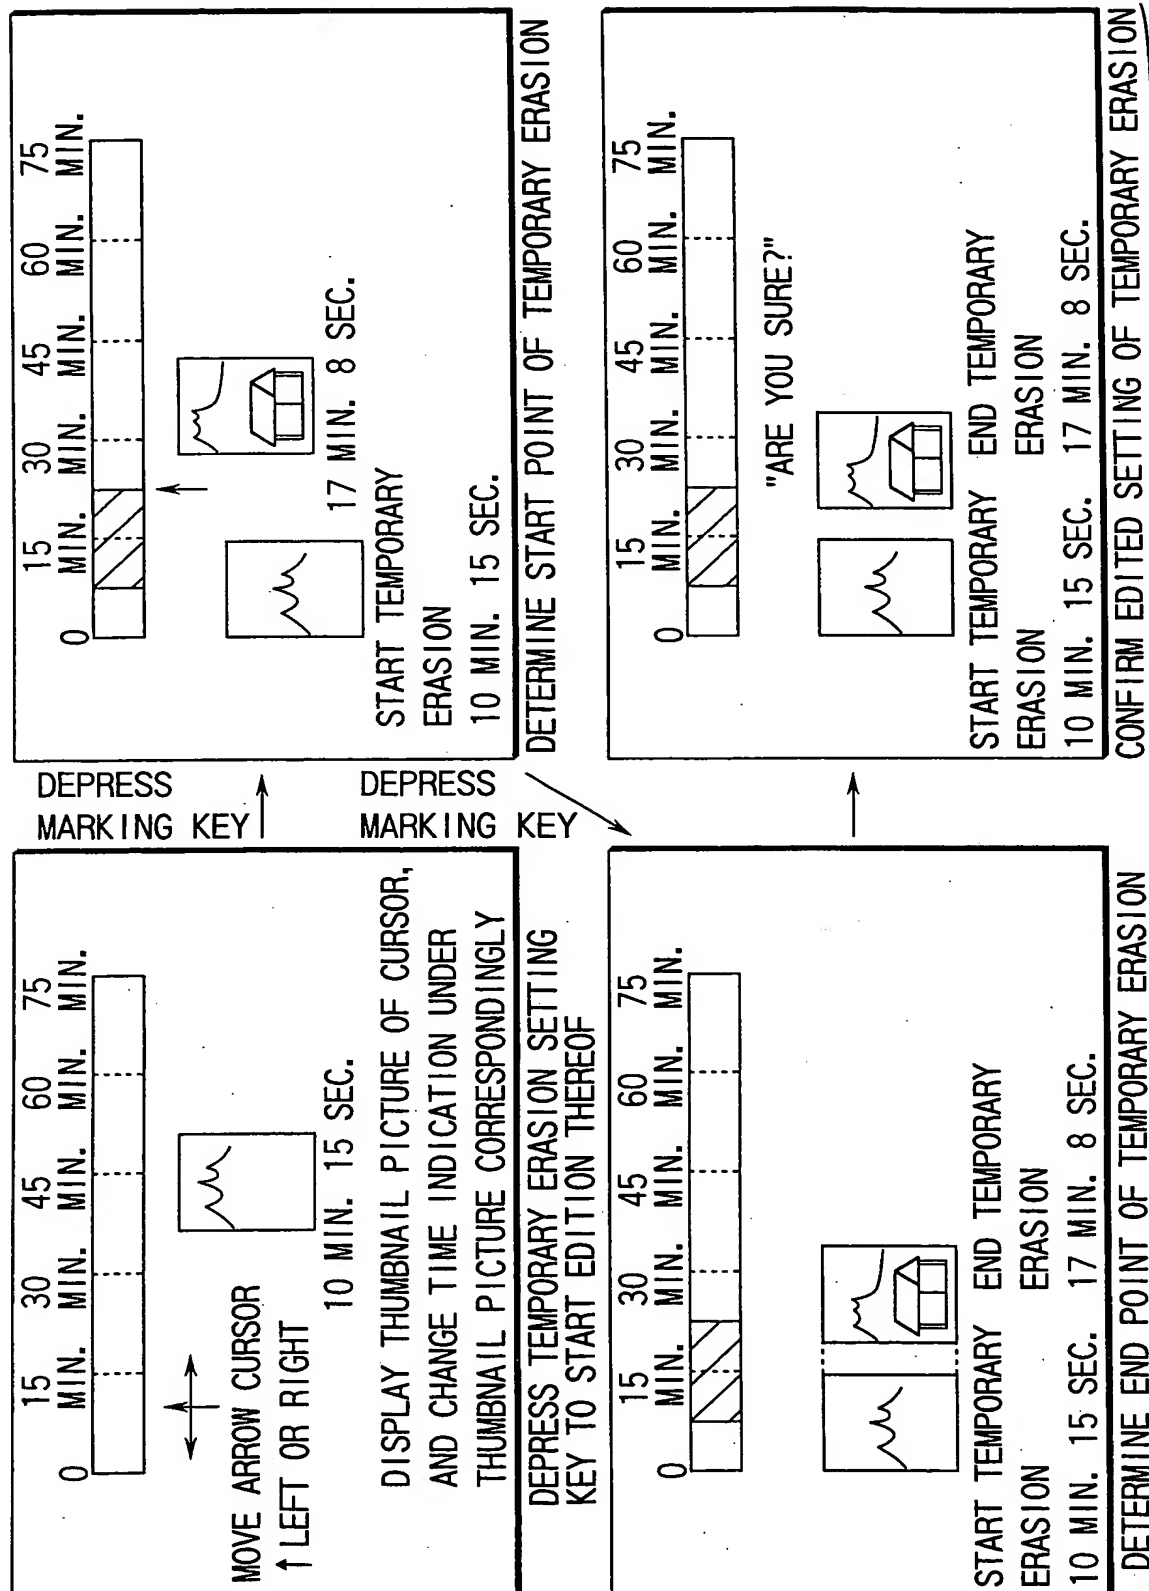 15 30 45 60 75
0 MIN. MIN. MIN. MIN. MIN.
MOVE ARROW CURSOR
↑ LEFT OR RIGHT
10 MIN. 15 SEC.
DISPLAY THUMBNAIL PICTURE OF CURSOR,
AND CHANGE TIME INDICATION UNDER
THUMBNAIL PICTURE CORRESPONDINGLY
DEPRESS TEMPORARY ERASION SETTING
KEY TO START EDITION THEREOF
DEPRESS
MARKING KEY
15 30 45 60 75
0 MIN. MIN. MIN. MIN. MIN.
17 MIN. 8 SEC.
START TEMPORARY
ERASION
10 MIN. 15 SEC.
DETERMINE START POINT OF TEMPORARY ERASION
DEPRESS
MARKING KEY
15 30 45 60 75
0 MIN. MIN. MIN. MIN. MIN.
START TEMPORARY END TEMPORARY
ERASION ERASION
10 MIN. 15 SEC. 17 MIN. 8 SEC.
DETERMINE END POINT OF TEMPORARY ERASION
15 30 45 60 75
0 MIN. MIN. MIN. MIN. MIN.
"ARE YOU SURE?"
START TEMPORARY END TEMPORARY
ERASION ERASION
10 MIN. 15 SEC. 17 MIN. 8 SEC.
CONFIRM EDITED SETTING OF TEMPORARY ERASION